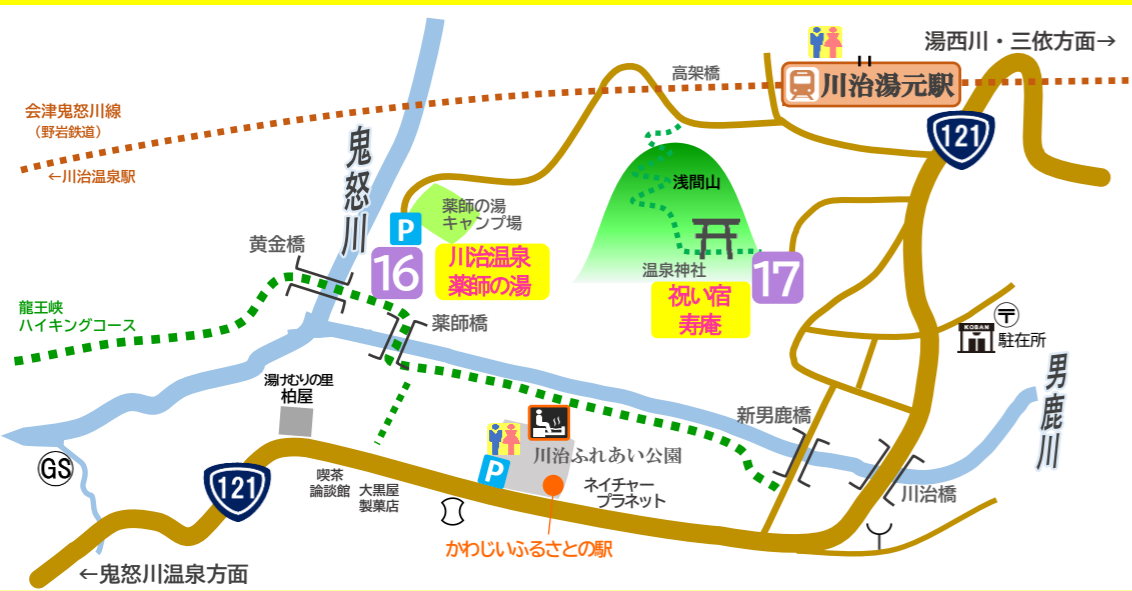 湯西川・三依方面→
川治湯元駅
高架橋
会津鬼怒川線
（野岩鉄道）
←川治温泉駅
121
鬼怒川
浅間山
薬師の湯
キャンプ場
P
16
川治温泉
薬師の湯
黄金橋
温泉神社
17
祝い宿
寿庵
龍王峡
ハイキングコース
薬師橋
〒
KOBAN
駐在所
男鹿川
湯けむりの里
柏屋
新男鹿橋
川治ふれあい公園
GS
121
P
喫茶
論談館
大黒屋
製菓店
ネイチャー
プラネット
川治橋
かわじいふるさとの駅
←鬼怒川温泉方面